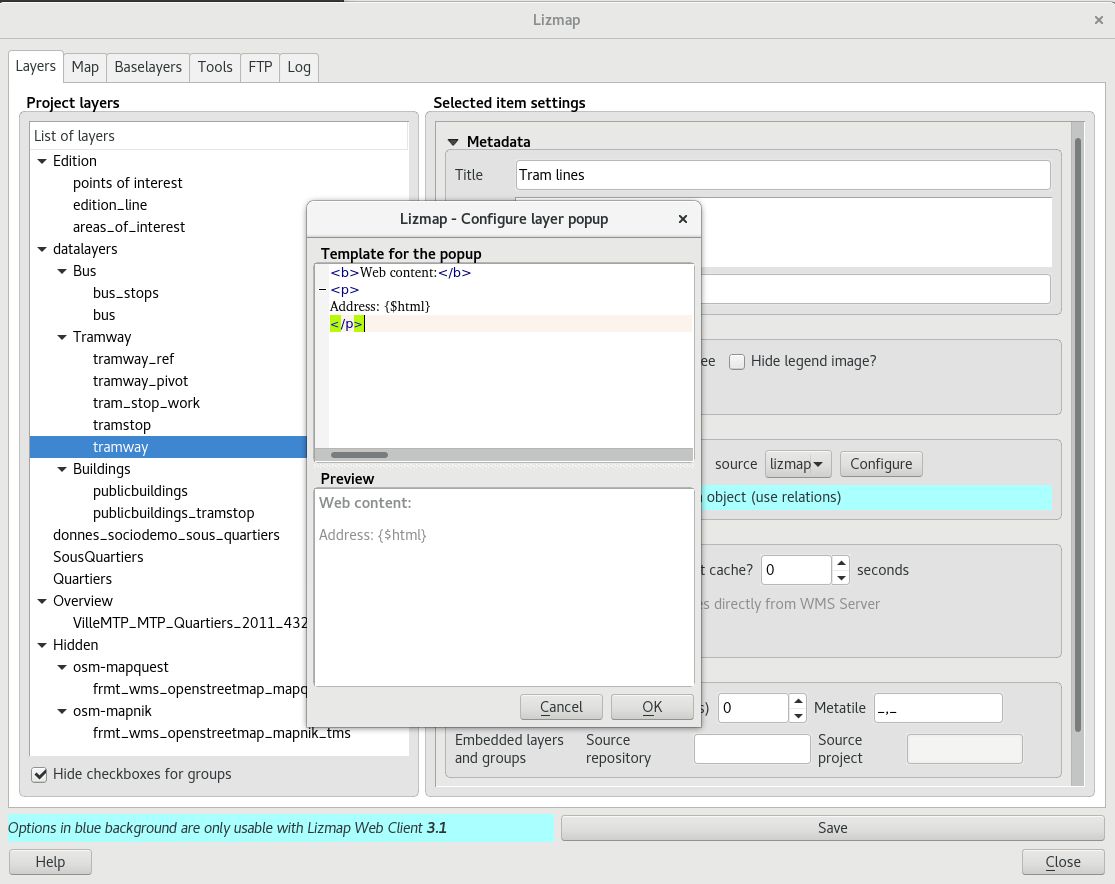 Lizmap
Layers Map Baselayers Tools FTP Log
Project layers
List of layers
Edition
points of interest
edition_line
areas_of_interest
datalayers
Bus
bus_stops
bus
Tramway
tramway_ref
tramway_pivot
tram_stop_work
tramstop
tramway
Buildings
publicbuildings
publicbuildings_tramstop
donnes_sociodemo_sous_quartiers
SousQuartiers
Quartiers
Overview
VilleMTP_MTP_Quartiers_2011_432
Hidden
osm-mapquest
frmt_wms_openstreetmap_mapq
osm-mapnik
frmt_wms_openstreetmap_mapnik_tms
Hide checkboxes for groups
Selected item settings
Metadata
Title Tram lines
ee Hide legend image?
source lizmap Configure
object (use relations)
t cache? 0 seconds
s directly from WMS Server
s) 0 Metatile _,_
Embedded layers
and groups
Source
repository
Source
project
Lizmap - Configure layer popup
Template for the popup
<b>Web content:</b>
<p>
Address: {$html}
</p>
Preview
Web content:
Address: {$html}
Cancel OK
Options in blue background are only usable with Lizmap Web Client 3.1
Save
Help Close